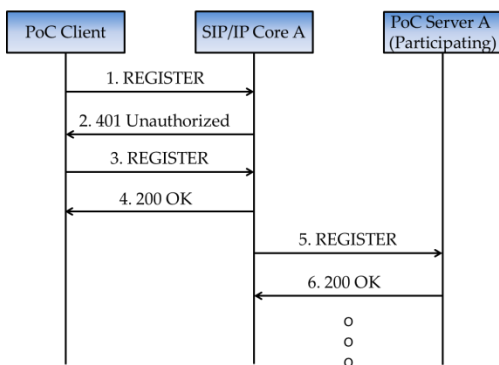 PoC Client
SIP/IP Core A
PoC Server A
(Participating)
1. REGISTER
2. 401 Unauthorized
3. REGISTER
4. 200 OK
5. REGISTER
6. 200 OK